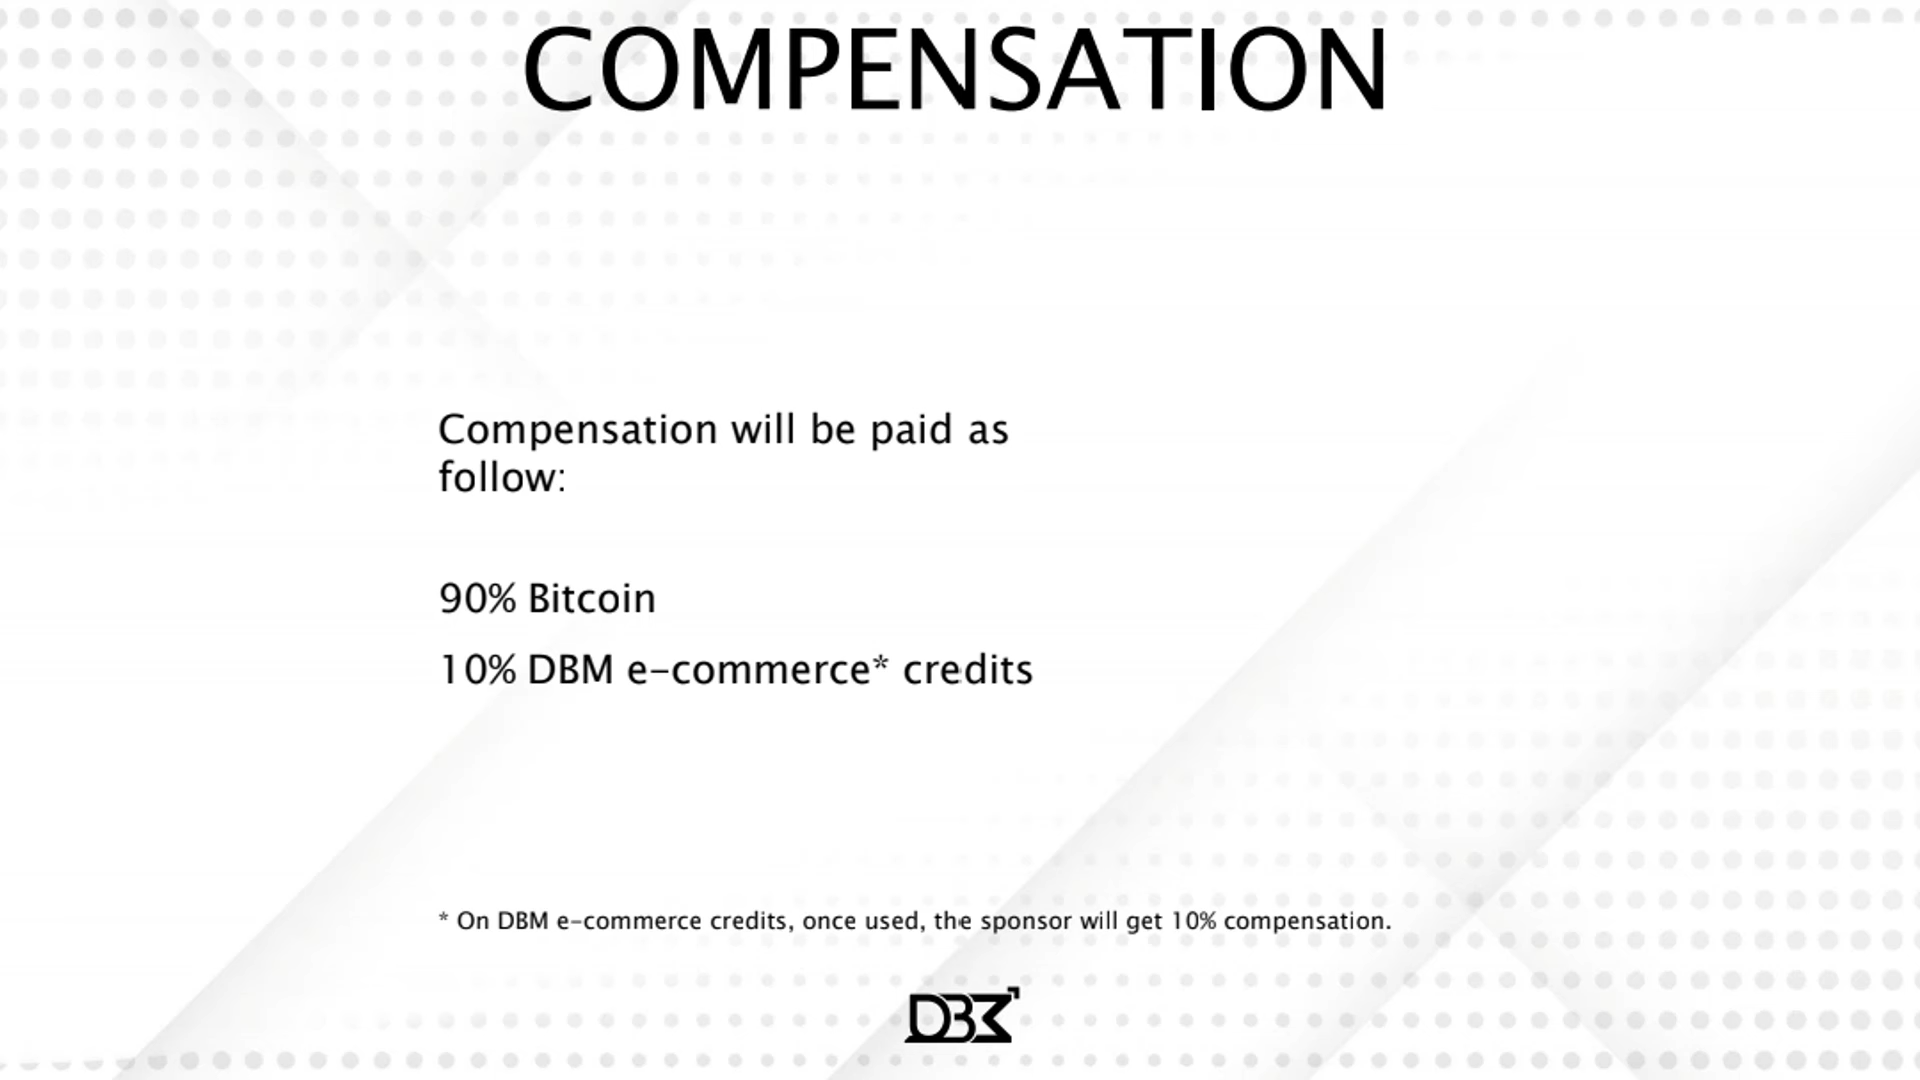 COMPENSATION
Compensation will be paid as
follow:
90% Bitcoin
10% DBM e-commerce* credits
* On DBM e-commerce credits, once used, the sponsor will get 10% compensation.
DBM